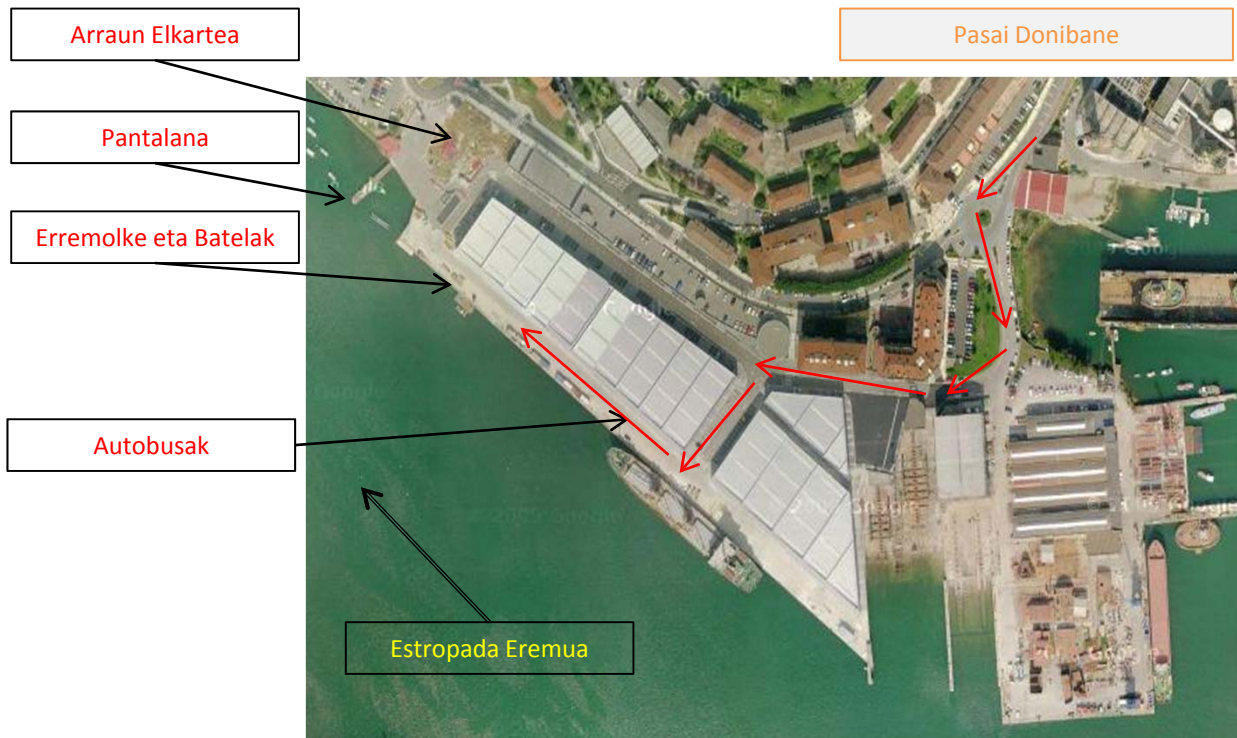 Arraun Elkartea
Pasai Donibane
Pantalana
Erremolke eta Batelak
Autobusak
Estropada Eremua